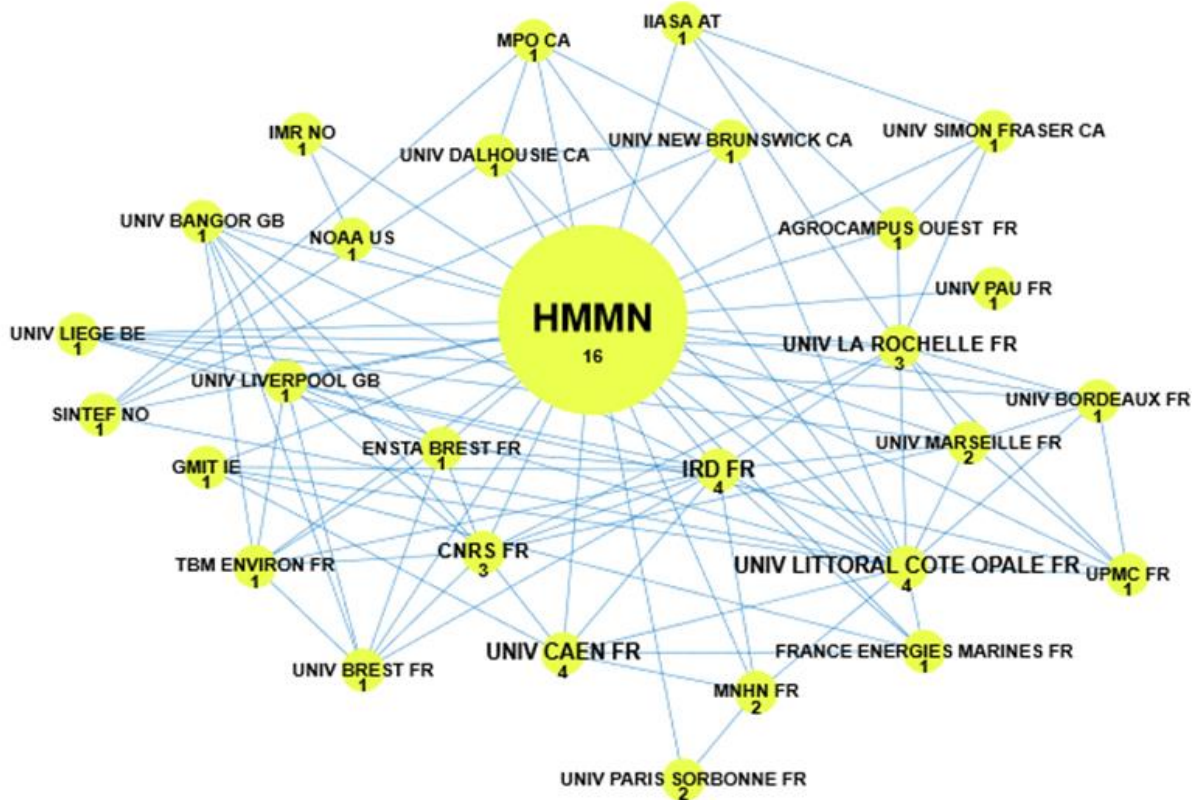 IIASA AT
1
MPO CA
1
IMR NO
1
UNIV DALHOUSIE CA
1
UNIV NEW BRUNSWICK CA
1
UNIV SIMON FRASER CA
1
UNIV BANGOR GB
1
NOAA US
1
AGROCAMPUS OUEST FR
1
UNIV PAU FR
1
HMMN
16
UNIV LIEGE BE
1
UNIV LA ROCHELLE FR
3
UNIV LIVERPOOL GB
1
SINTEF NO
1
UNIV BORDEAUX FR
1
ENSTA BREST FR
1
UNIV MARSEILLE FR
2
GMIT IE
1
IRD FR
4
CNRS FR
3
TBM ENVIRON FR
1
UNIV LITTORAL COTE OPALE FR
4
UPMC FR
1
UNIV BREST FR
1
UNIV CAEN FR
4
FRANCE ENERGIES MARINES FR
1
MNHN FR
2
UNIV PARIS SORBONNE FR
2